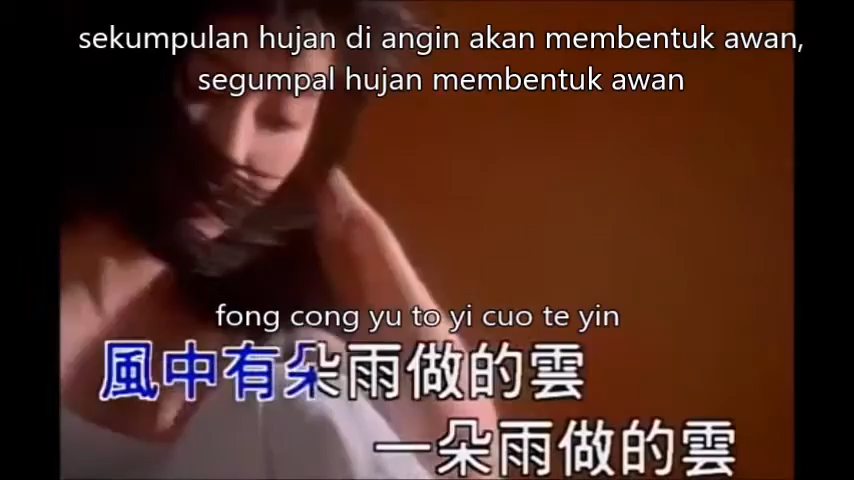 sekumpulan hujan di angin akan membentuk awan,
segumpal hujan membentuk awan
fong cong yu to yi cuo te yin
風中有朵雨做的雲
一朵雨做的雲